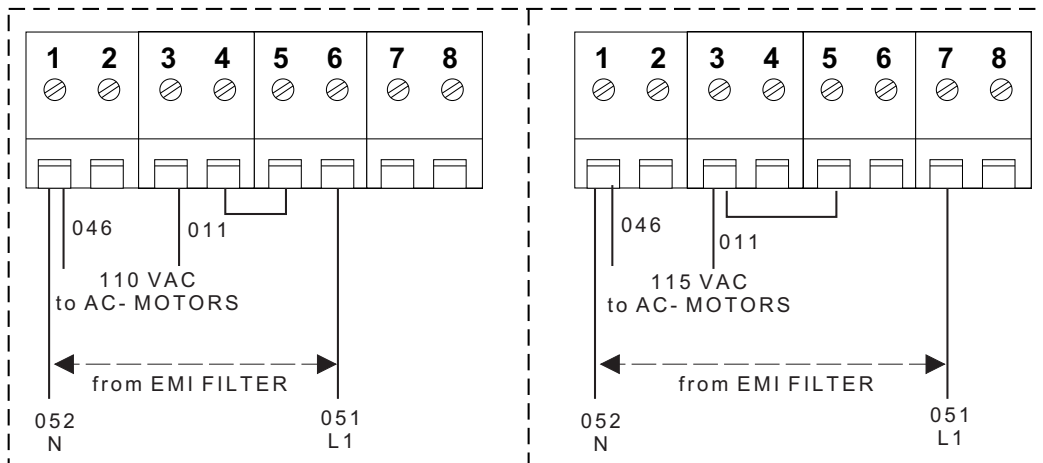 1 2 3 4 5 6 7 8
046
011
110 VAC
to AC- MOTORS
from EMI FILTER
052
N
051
L1
1 2 3 4 5 6 7 8
046
011
115 VAC
to AC- MOTORS
from EMI FILTER
052
N
051
L1